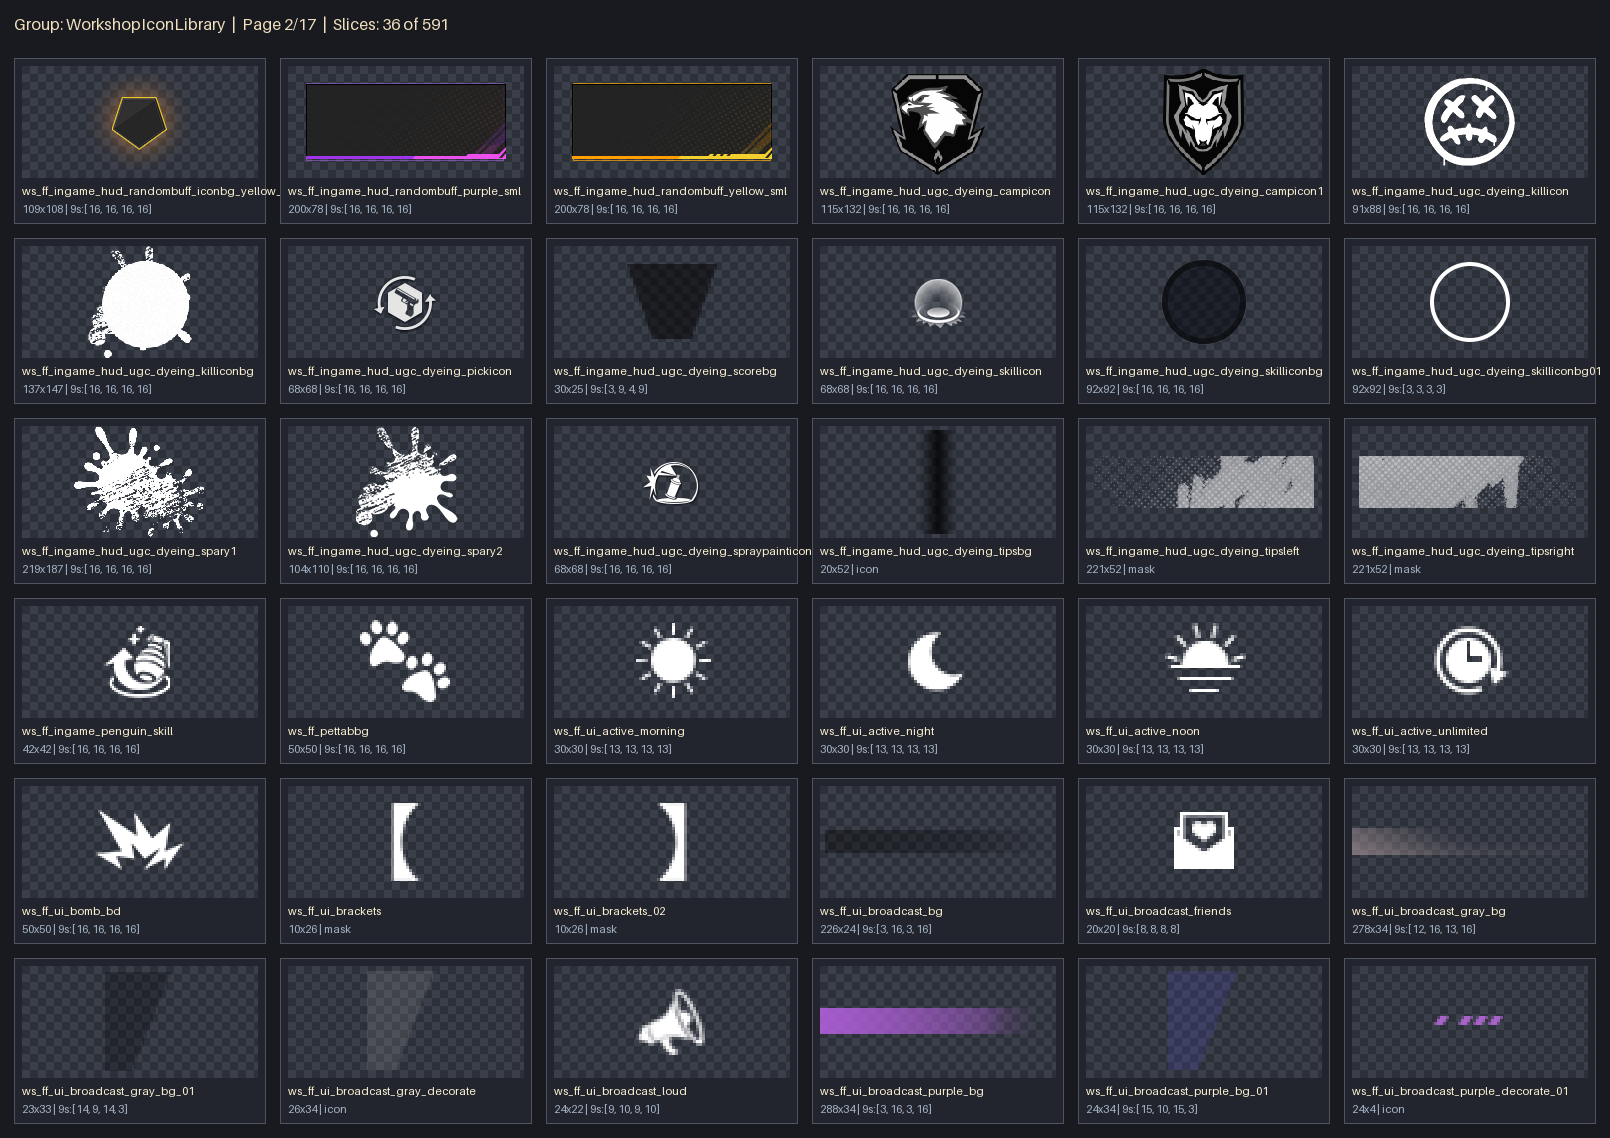 Group: WorkshopIconLibrary | Page 2/17 | Slices: 36 of 591
ws_ff_ingame_hud_randombuff_iconbg_yellow_
109x108 | 9s:[16, 16, 16, 16]
ws_ff_ingame_hud_randombuff_purple_sml
200x78 | 9s:[16, 16, 16, 16]
ws_ff_ingame_hud_randombuff_yellow_sml
200x78 | 9s:[16, 16, 16, 16]
ws_ff_ingame_hud_ugc_dyeing_campicon
115x132 | 9s:[16, 16, 16, 16]
ws_ff_ingame_hud_ugc_dyeing_campicon1
115x132 | 9s:[16, 16, 16, 16]
ws_ff_ingame_hud_ugc_dyeing_killicon
91x88 | 9s:[16, 16, 16, 16]
ws_ff_ingame_hud_ugc_dyeing_killiconbg
137x147 | 9s:[16, 16, 16, 16]
ws_ff_ingame_hud_ugc_dyeing_pickicon
68x68 | 9s:[16, 16, 16, 16]
ws_ff_ingame_hud_ugc_dyeing_scorebg
30x25 | 9s:[3, 9, 4, 9]
ws_ff_ingame_hud_ugc_dyeing_skillicon
68x68 | 9s:[16, 16, 16, 16]
ws_ff_ingame_hud_ugc_dyeing_skilliconbg
92x92 | 9s:[16, 16, 16, 16]
ws_ff_ingame_hud_ugc_dyeing_skilliconbg01
92x92 | 9s:[3, 3, 3, 3]
ws_ff_ingame_hud_ugc_dyeing_spary1
219x187 | 9s:[16, 16, 16, 16]
ws_ff_ingame_hud_ugc_dyeing_spary2
104x110 | 9s:[16, 16, 16, 16]
ws_ff_ingame_hud_ugc_dyeing_spraypainticon
68x68 | 9s:[16, 16, 16, 16]
ws_ff_ingame_hud_ugc_dyeing_tipsbg
20x52 | icon
ws_ff_ingame_hud_ugc_dyeing_tipsleft
221x52 | mask
ws_ff_ingame_hud_ugc_dyeing_tipsright
221x52 | mask
ws_ff_ingame_penguin_skill
42x42 | 9s:[16, 16, 16, 16]
ws_ff_pettabbg
50x50 | 9s:[16, 16, 16, 16]
ws_ff_ui_active_morning
30x30 | 9s:[13, 13, 13, 13]
ws_ff_ui_active_night
30x30 | 9s:[13, 13, 13, 13]
ws_ff_ui_active_noon
30x30 | 9s:[13, 13, 13, 13]
ws_ff_ui_active_unlimited
30x30 | 9s:[13, 13, 13, 13]
ws_ff_ui_bomb_bd
50x50 | 9s:[16, 16, 16, 16]
ws_ff_ui_brackets
10x26 | mask
ws_ff_ui_brackets_02
10x26 | mask
ws_ff_ui_broadcast_bg
226x24 | 9s:[3, 16, 3, 16]
ws_ff_ui_broadcast_friends
20x20 | 9s:[8, 8, 8, 8]
ws_ff_ui_broadcast_gray_bg
278x34 | 9s:[12, 16, 13, 16]
ws_ff_ui_broadcast_gray_bg_01
23x33 | 9s:[14, 9, 14, 3]
ws_ff_ui_broadcast_gray_decorate
26x34 | icon
ws_ff_ui_broadcast_loud
24x22 | 9s:[9, 10, 9, 10]
ws_ff_ui_broadcast_purple_bg
288x34 | 9s:[3, 16, 3, 16]
ws_ff_ui_broadcast_purple_bg_01
24x34 | 9s:[15, 10, 15, 3]
ws_ff_ui_broadcast_purple_decorate_01
24x4 | icon